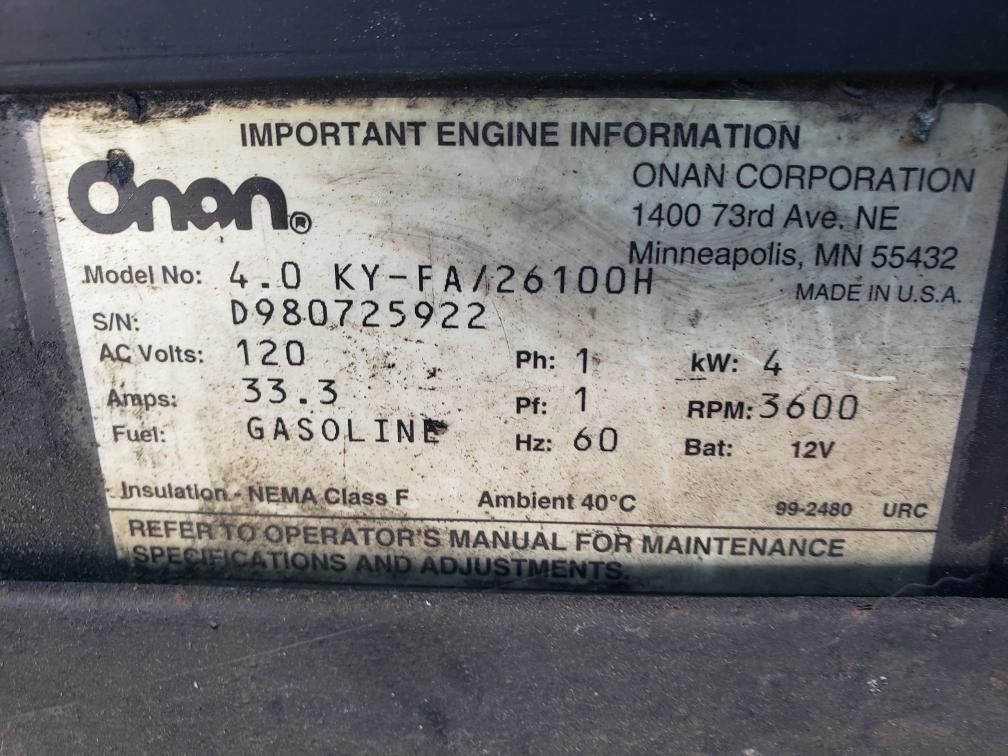 IMPORTANT ENGINE INFORMATION
Onan®
ONAN CORPORATION
1400 73rd Ave. NE
Minneapolis, MN 55432
MADE IN U.S.A.
Model No: 4.0 KY-FA/26100H
S/N: D980725922
AC Volts: 120 Ph: 1 kW: 4
Amps: 33.3 Pf: 1 RPM: 3600
Fuel: GASOLINE Hz: 60 Bat: 12V
Insulation - NEMA Class F Ambient 40°C 99-2480 URC
REFER TO OPERATOR'S MANUAL FOR MAINTENANCE
SPECIFICATIONS AND ADJUSTMENTS.